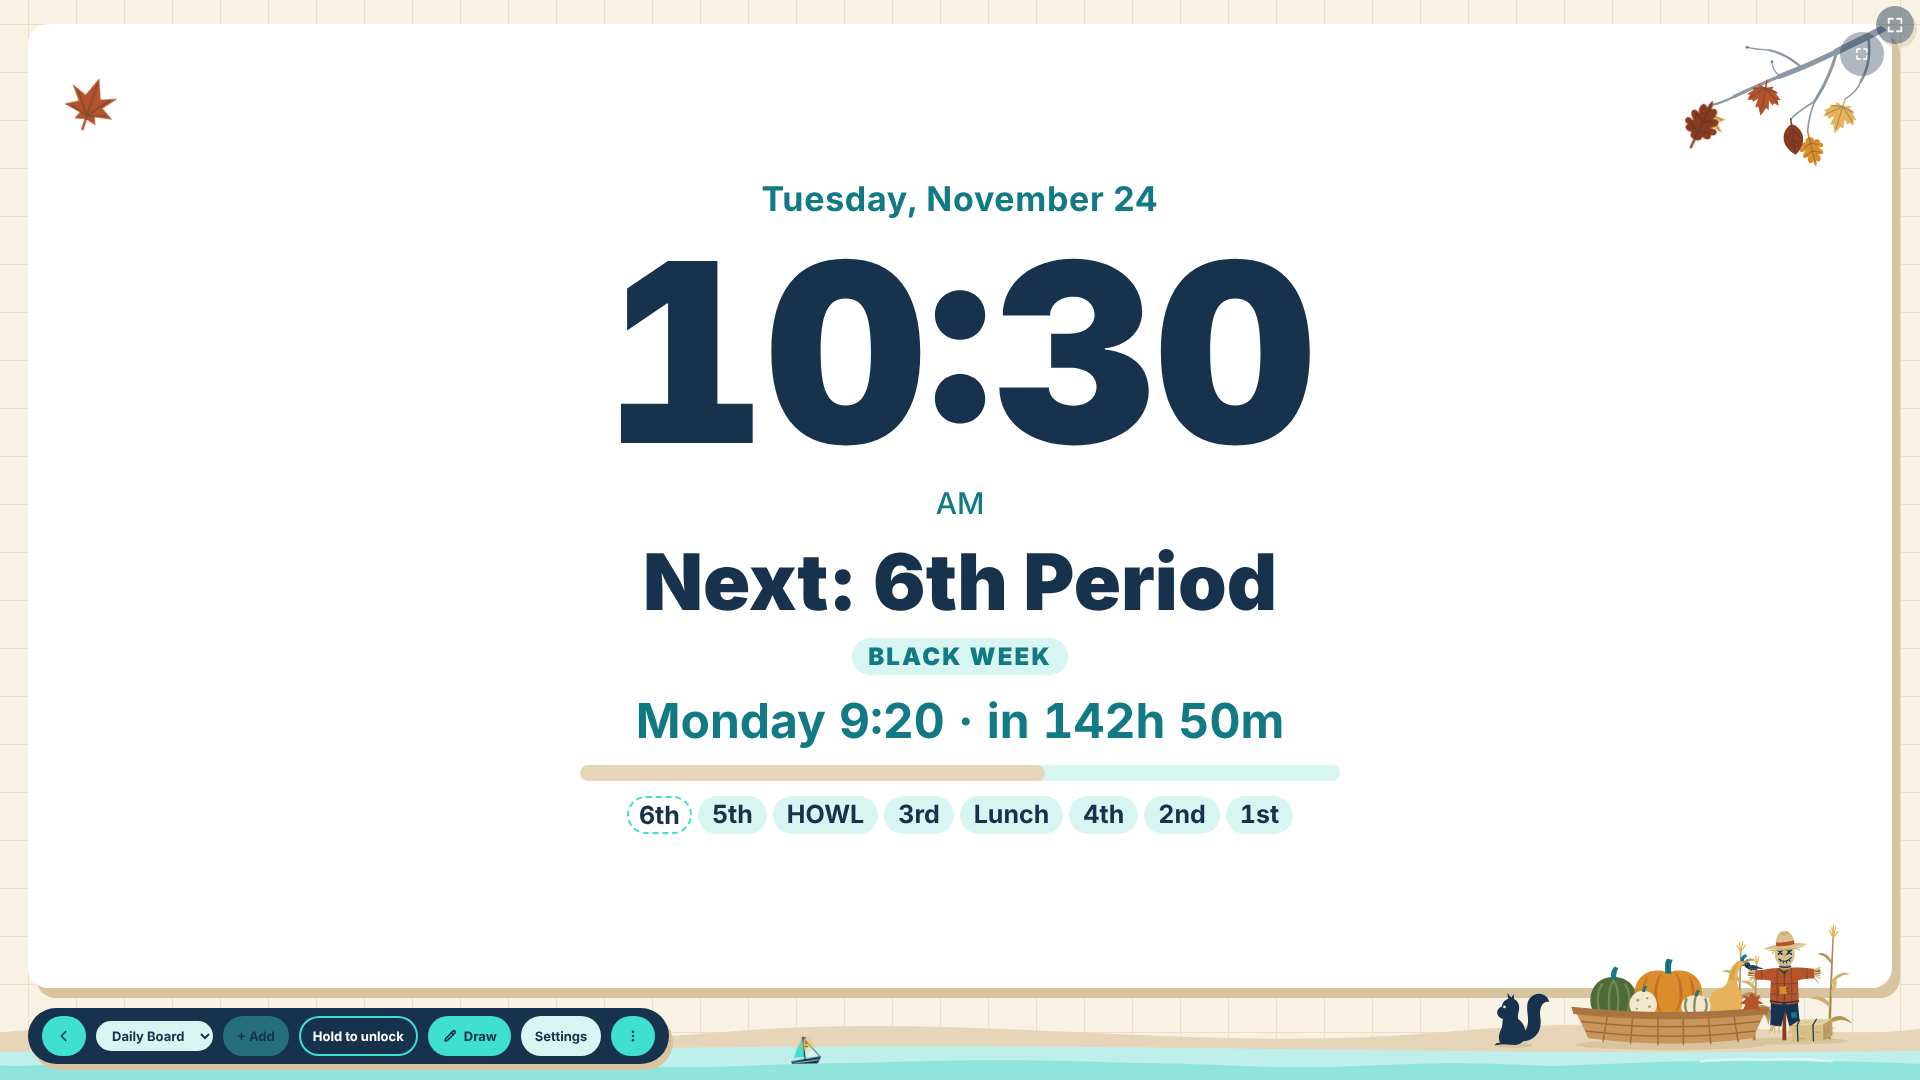 Tuesday, November 24
10:30
AM
Next: 6th Period
BLACK WEEK
Monday 9:20 · in 142h 50m
6th 5th HOWL 3rd Lunch 4th 2nd 1st
Daily Board + Add Hold to unlock Draw Settings